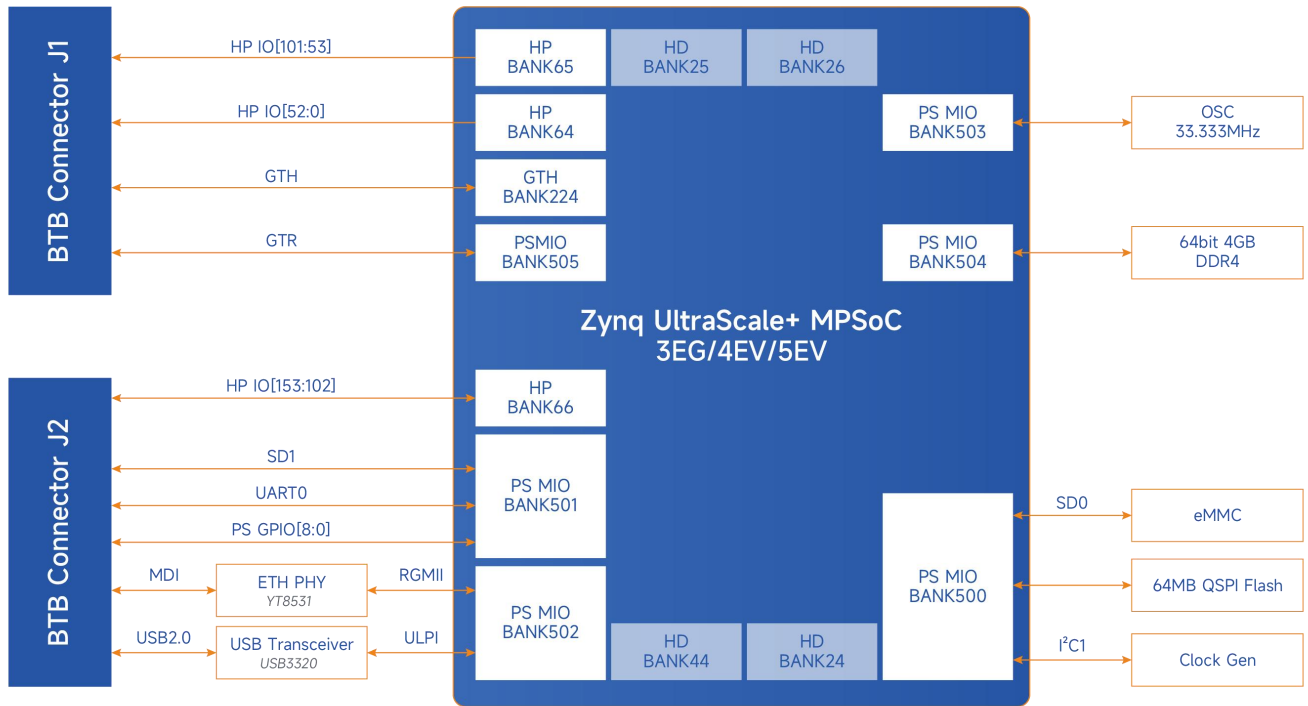 BTB Connector J1
HP IO[101:53]
HP IO[52:0]
GTH
GTR
HP
BANK65
HD
BANK25
HD
BANK26
HP
BANK64
GTH
BANK224
PSMIO
BANK505
PS MIO
BANK503
OSC
33.333MHz
PS MIO
BANK504
64bit 4GB
DDR4
Zynq UltraScale+ MPSoC
3EG/4EV/5EV
BTB Connector J2
HP IO[153:102]
HP
BANK66
SD1
UART0
PS GPIO[8:0]
PS MIO
BANK501
MDI
ETH PHY
YT8531
RGMII
USB2.0
USB Transceiver
USB3320
ULPI
PS MIO
BANK502
HD
BANK44
HD
BANK24
PS MIO
BANK500
SD0
eMMC
64MB QSPI Flash
I²C1
Clock Gen